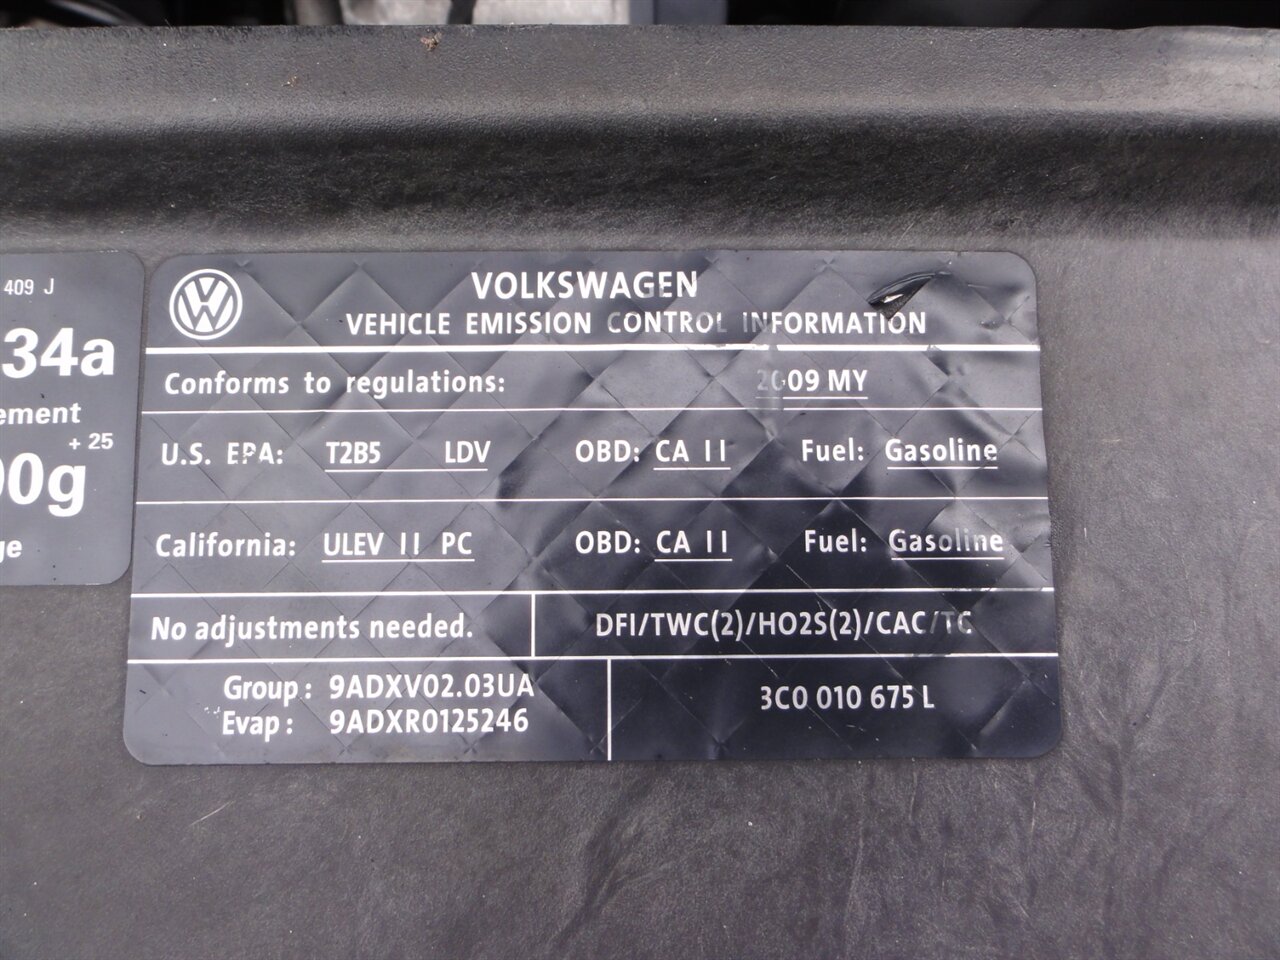 409 J
34a
ement
+ 25
00g
ge
VOLKSWAGEN
VEHICLE EMISSION CONTROL INFORMATION
Conforms to regulations: 2009 MY
U.S. EPA: T2B5 LDV OBD: CA II Fuel: Gasoline
California: ULEV II PC OBD: CA II Fuel: Gasoline
No adjustments needed. DFI/TWC(2)/HO2S(2)/CAC/TC
Group: 9ADXV02.03UA
Evap: 9ADXR0125246
3C0 010 675 L